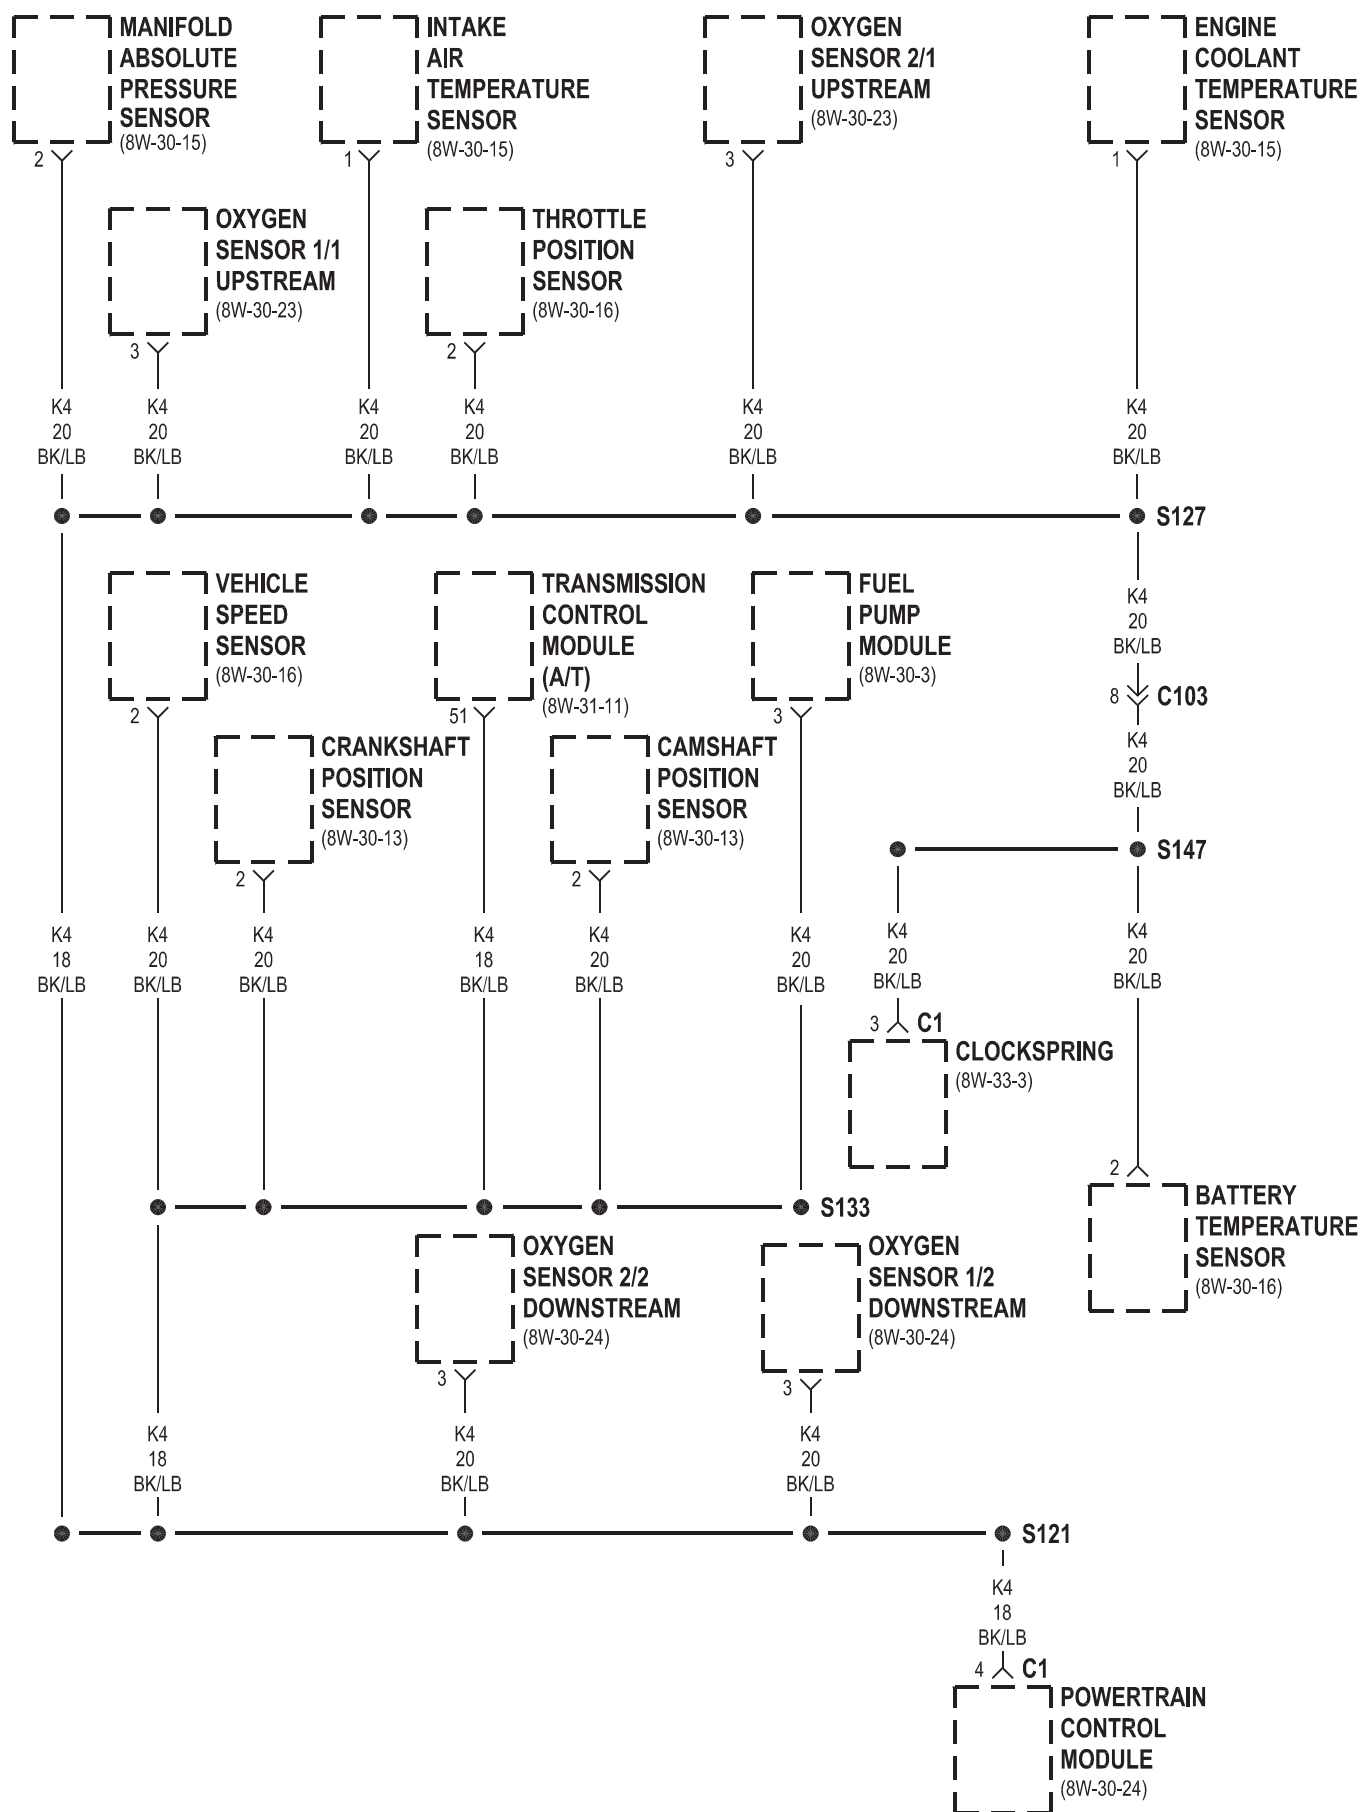 MANIFOLD
ABSOLUTE
PRESSURE
SENSOR
(8W-30-15)
2
INTAKE
AIR
TEMPERATURE
SENSOR
(8W-30-15)
1
OXYGEN
SENSOR 2/1
UPSTREAM
(8W-30-23)
3
ENGINE
COOLANT
TEMPERATURE
SENSOR
(8W-30-15)
1
OXYGEN
SENSOR 1/1
UPSTREAM
(8W-30-23)
3
THROTTLE
POSITION
SENSOR
(8W-30-16)
2
K4
20
BK/LB
K4
20
BK/LB
K4
20
BK/LB
K4
20
BK/LB
K4
20
BK/LB
K4
20
BK/LB
S127
VEHICLE
SPEED
SENSOR
(8W-30-16)
2
TRANSMISSION
CONTROL
MODULE
(A/T)
(8W-31-11)
51
FUEL
PUMP
MODULE
(8W-30-3)
3
K4
20
BK/LB
8
C103
K4
20
BK/LB
CRANKSHAFT
POSITION
SENSOR
(8W-30-13)
2
CAMSHAFT
POSITION
SENSOR
(8W-30-13)
2
S147
K4
18
BK/LB
K4
20
BK/LB
K4
20
BK/LB
K4
18
BK/LB
K4
20
BK/LB
K4
20
BK/LB
K4
20
BK/LB
K4
20
BK/LB
3
C1
CLOCKSPRING
(8W-33-3)
2
BATTERY
TEMPERATURE
SENSOR
(8W-30-16)
S133
OXYGEN
SENSOR 2/2
DOWNSTREAM
(8W-30-24)
3
OXYGEN
SENSOR 1/2
DOWNSTREAM
(8W-30-24)
3
K4
18
BK/LB
K4
20
BK/LB
K4
20
BK/LB
S121
K4
18
BK/LB
4
C1
POWERTRAIN
CONTROL
MODULE
(8W-30-24)